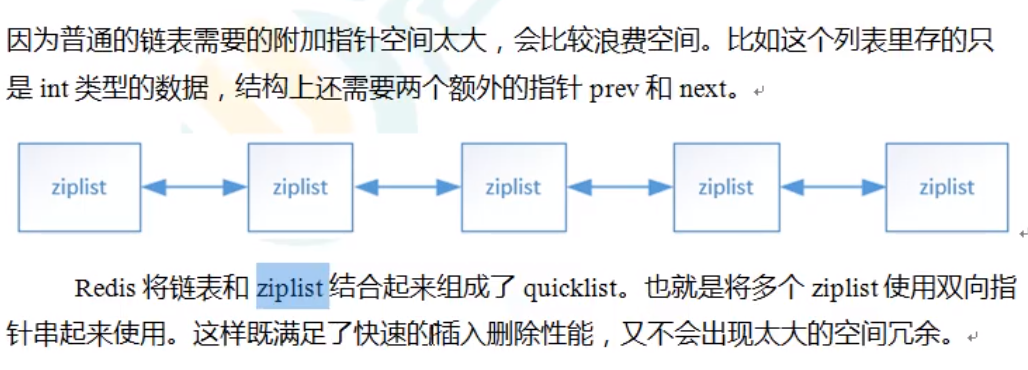 因为普通的链表需要的附加指针空间太大，会比较浪费空间。比如这个列表里存的只
是 int 类型的数据，结构上还需要两个额外的指针 prev 和 next。
ziplist ziplist ziplist ziplist ziplist
Redis 将链表和 ziplist 结合起来组成了 quicklist。也就是将多个 ziplist 使用双向指
针串起来使用。这样既满足了快速的插入删除性能，又不会出现太大的空间冗余。